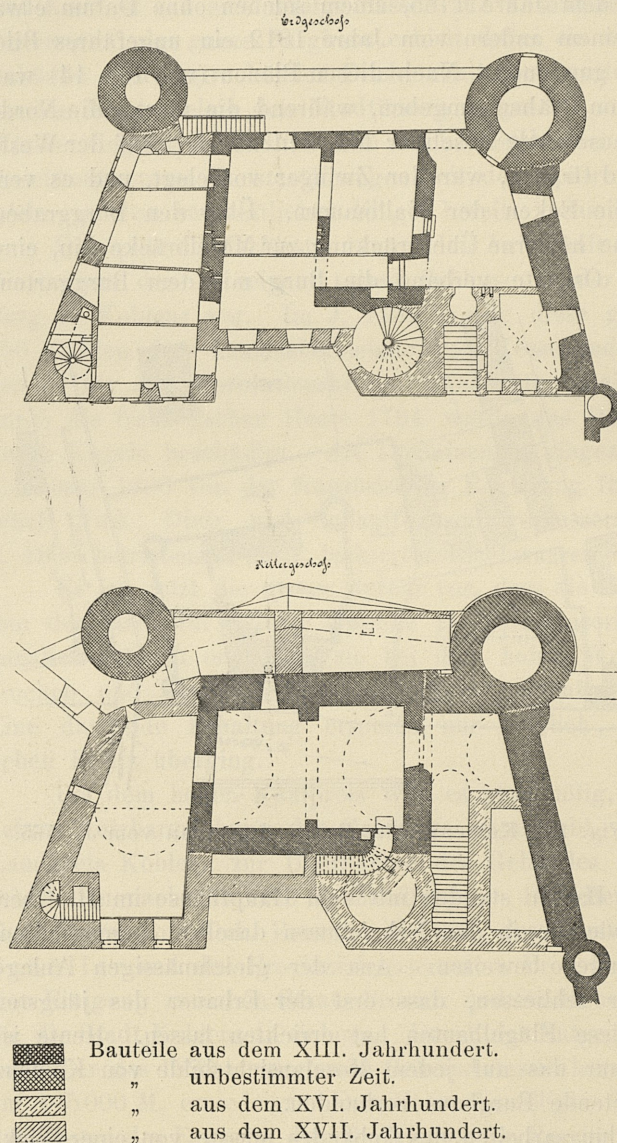 Erdgeschoß
Kellergeschoß
Bauteile aus dem XIII. Jahrhundert.
„ unbestimmter Zeit.
„ aus dem XVI. Jahrhundert.
„ aus dem XVII. Jahrhundert.